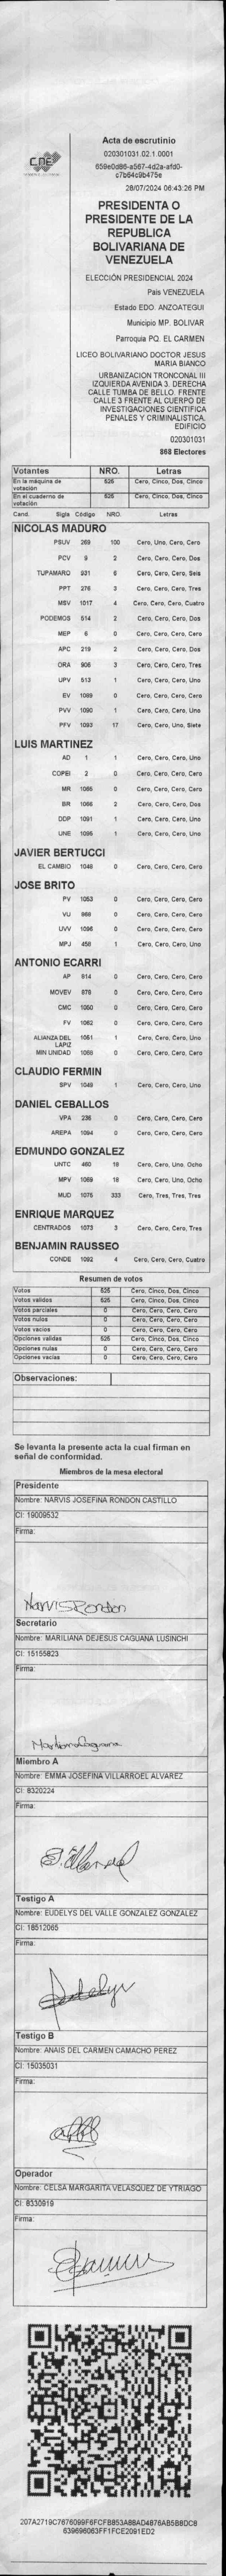 CNE
Acta de escrutinio
020301031.02.1.0001
659e0d86-a567-4d2a-afd0-
c7b64c9b475e
28/07/2024 06:43:26 PM
PRESIDENTA O
PRESIDENTE DE LA
REPUBLICA
BOLIVARIANA DE
VENEZUELA
ELECCIÓN PRESIDENCIAL 2024
País VENEZUELA
Estado EDO. ANZOATEGUI
Municipio MP. BOLIVAR
Parroquia PQ. EL CARMEN
LICEO BOLIVARIANO DOCTOR JESUS
MARIA BIANCO
URBANIZACION TRONCONAL III
IZQUIERDA AVENIDA 3. DERECHA
CALLE TUMBA DE BELLO. FRENTE
CALLE 3 FRENTE AL CUERPO DE
INVESTIGACIONES CIENTIFICA
PENALES Y CRIMINALISTICA.
EDIFICIO
020301031
868 Electores
Votantes NRO. Letras
En la máquina de votación 525 Cero, Cinco, Dos, Cinco
En el cuaderno de votación 525 Cero, Cinco, Dos, Cinco
Cand. Sigla Código NRO. Letras
NICOLAS MADURO
PSUV 269 100 Cero, Uno, Cero, Cero
PCV 9 2 Cero, Cero, Cero, Dos
TUPAMARO 931 6 Cero, Cero, Cero, Seis
PPT 276 3 Cero, Cero, Cero, Tres
MSV 1017 4 Cero, Cero, Cero, Cuatro
PODEMOS 514 2 Cero, Cero, Cero, Dos
MEP 6 0 Cero, Cero, Cero, Cero
APC 219 2 Cero, Cero, Cero, Dos
ORA 906 3 Cero, Cero, Cero, Tres
UPV 513 1 Cero, Cero, Cero, Uno
EV 1089 0 Cero, Cero, Cero, Cero
PVV 1090 1 Cero, Cero, Cero, Uno
PFV 1093 17 Cero, Cero, Uno, Siete
LUIS MARTINEZ
AD 1 1 Cero, Cero, Cero, Uno
COPEI 2 0 Cero, Cero, Cero, Cero
MR 0 Cero, Cero, Cero, Cero
BR 1066 2 Cero, Cero, Cero, Dos
DDP 1091 1 Cero, Cero, Cero, Uno
UNE 1095 1 Cero, Cero, Cero, Uno
JAVIER BERTUCCI
EL CAMBIO 1048 0 Cero, Cero, Cero, Cero
JOSE BRITO
PV 1053 0 Cero, Cero, Cero, Cero
VU 968 0 Cero, Cero, Cero, Cero
UVV 1096 0 Cero, Cero, Cero, Cero
MPJ 458 1 Cero, Cero, Cero, Uno
ANTONIO ECARRI
AP 814 0 Cero, Cero, Cero, Cero
MOVEV 878 0 Cero, Cero, Cero, Cero
CMC 1050 0 Cero, Cero, Cero, Cero
FV 1062 0 Cero, Cero, Cero, Cero
ALIANZA DEL LAPIZ 1051 1 Cero, Cero, Cero, Uno
MIN UNIDAD 1088 0 Cero, Cero, Cero, Cero
CLAUDIO FERMIN
SPV 1049 1 Cero, Cero, Cero, Uno
DANIEL CEBALLOS
VPA 236 0 Cero, Cero, Cero, Cero
AREPA 1094 0 Cero, Cero, Cero, Cero
EDMUNDO GONZALEZ
UNTC 460 18 Cero, Cero, Uno, Ocho
MPV 1069 18 Cero, Cero, Uno, Ocho
MUD 1075 333 Cero, Tres, Tres, Tres
ENRIQUE MARQUEZ
CENTRADOS 1073 3 Cero, Cero, Cero, Tres
BENJAMIN RAUSSEO
CONDE 1092 4 Cero, Cero, Cero, Cuatro
Resumen de votos
Votos 525 Cero, Cinco, Dos, Cinco
Votos validos 525 Cero, Cinco, Dos, Cinco
Votos parciales 0 Cero, Cero, Cero, Cero
Votos nulos 0 Cero, Cero, Cero, Cero
Votos vacios 0 Cero, Cero, Cero, Cero
Opciones validas 525 Cero, Cinco, Dos, Cinco
Opciones nulas 0 Cero, Cero, Cero, Cero
Opciones vacias 0 Cero, Cero, Cero, Cero
Observaciones:
Se levanta la presente acta la cual firman en
señal de conformidad.
Miembros de la mesa electoral
Presidente
Nombre: NARVIS JOSEFINA RONDON CASTILLO
CI: 19009532
Firma:
Narvis Rondon
Secretario
Nombre: MARILIANA DEJESUS CAGUANA LUSINCHI
CI: 15155823
Firma:
Miembro A
Nombre: EMMA JOSEFINA VILLARROEL ALVAREZ
CI: 8320224
Firma:
Testigo A
Nombre: EUDELYS DEL VALLE GONZALEZ GONZALEZ
CI: 18512065
Firma:
Testigo B
Nombre: ANAIS DEL CARMEN CAMACHO PEREZ
CI: 15035031
Firma:
Operador
Nombre: CELSA MARGARITA VELASQUEZ DE YTRIAGO
CI: 8330919
Firma:
207A2719C7676099F6FCFB853A88AD4876AB5B8DC8
639696063FF1FCE2091ED2